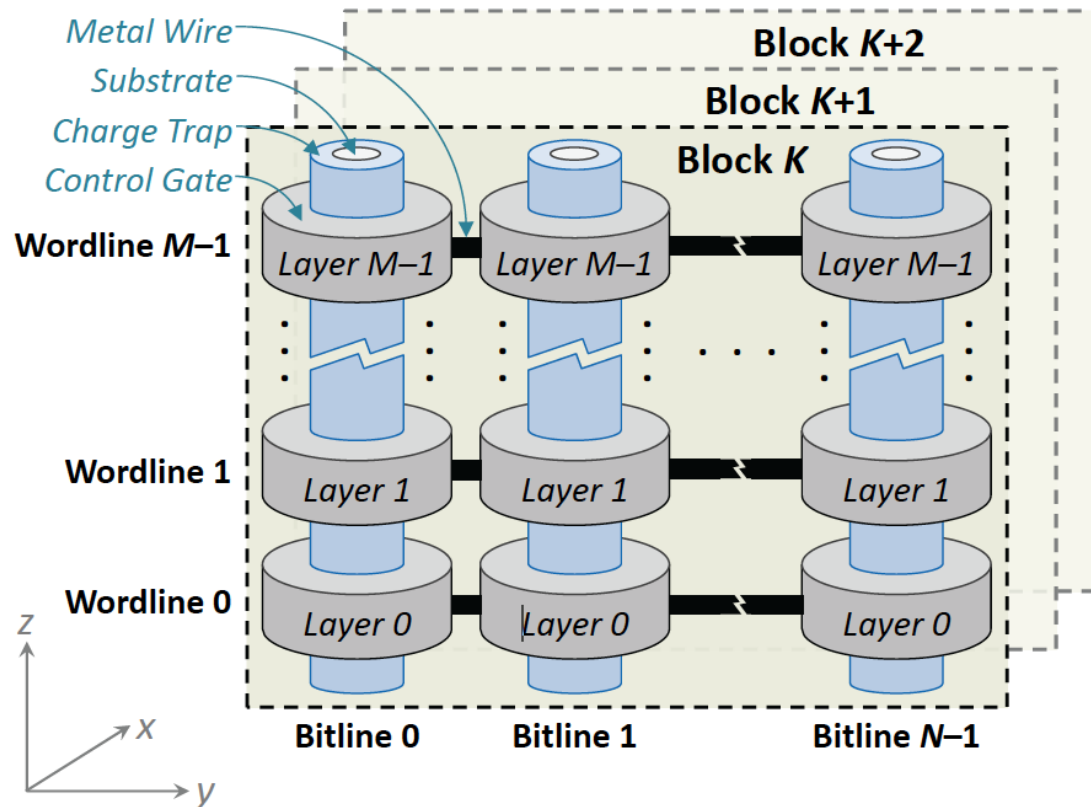 Metal Wire
Substrate
Charge Trap
Control Gate
Block K+2
Block K+1
Block K
Wordline M–1
Layer M–1 Layer M–1 Layer M–1
. . .
Wordline 1
Layer 1 Layer 1 Layer 1
Wordline 0
Layer 0 Layer 0 Layer 0
Bitline 0 Bitline 1 Bitline N–1
z
x
y